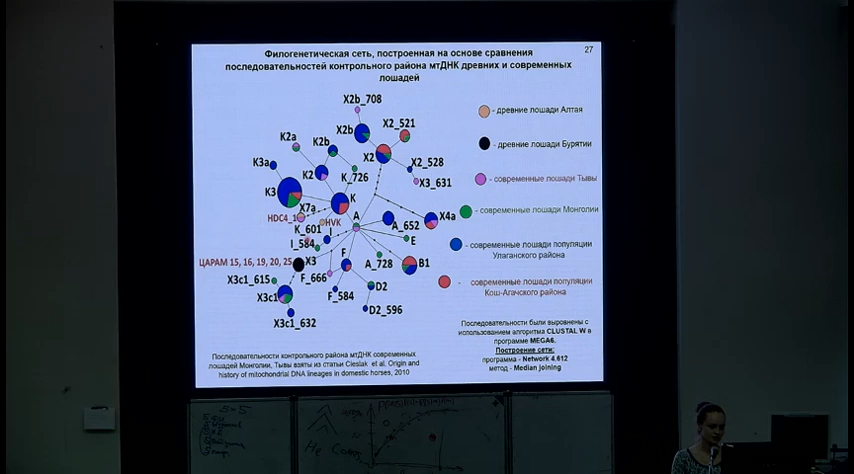 27
Филогенетическая сеть, построенная на основе сравнения
последовательностей контрольного района мтДНК древних и современных
лошадей
X2b_708
X2b
X2_521
K2a
K2b
X2
K3a
K2
K_726
X2_528
X3_631
K3
K
X7a
HDC4_1
HVK
A
A_652
X4a
K_601
I
E
I_584
ЦАРАМ 15, 16, 19, 20, 25
X3
F
A_728
B1
X3c1_615
F_666
X3c1
F_584
D2
X3c1_632
D2_596
- древние лошади Алтая
- древние лошади Бурятии
- современные лошади Тывы
- современные лошади Монголии
- современные лошади популяции
Улаганского района
- современные лошади популяции
Кош-Агачского района
Последовательности были выровнены с
использованием алгоритма CLUSTAL W в
программе MEGA6.
Построение сети:
программа - Network 4.612
метод - Median joining
Последовательности контрольного района мтДНК современных
лошадей Монголии, Тывы взяты из статьи Cieslak et al. Origin and
history of mitochondrial DNA lineages in domestic horses, 2010
5=5
Не